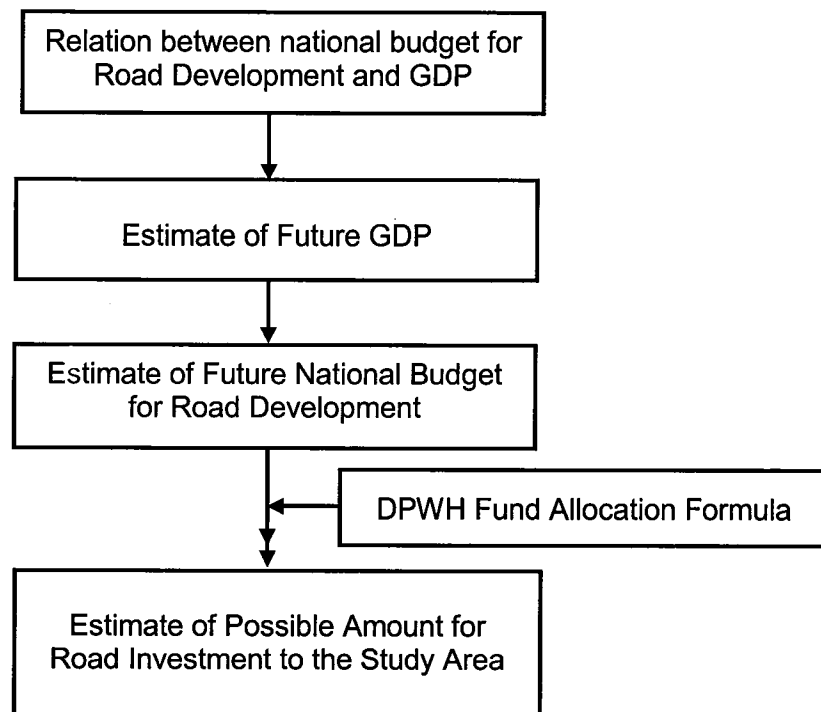 Relation between national budget for
Road Development and GDP
Estimate of Future GDP
Estimate of Future National Budget
for Road Development
DPWH Fund Allocation Formula
Estimate of Possible Amount for
Road Investment to the Study Area